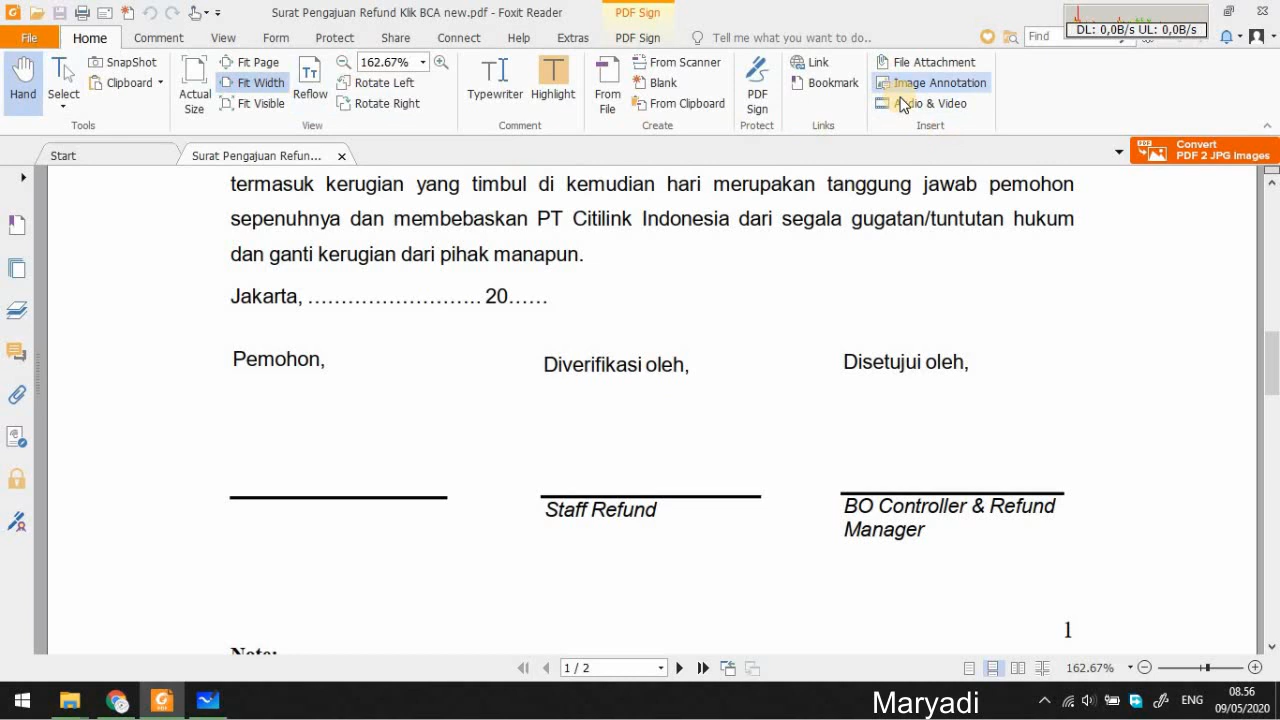 Surat Pengajuan Refund Klik BCA new.pdf - Foxit Reader
PDF Sign
DL: 0,0B/s UL: 0,0B/s
File Home Comment View Form Protect Share Connect Help Extras PDF Sign Tell me what you want to do.. Find
Hand
Select
SnapShot
Clipboard
Tools
Actual Size
Fit Page
Fit Width
Fit Visible
Reflow
162.67%
Rotate Left
Rotate Right
View
Typewriter
Highlight
Comment
From File
From Scanner
Blank
From Clipboard
Create
PDF Sign
Protect
Link
Bookmark
Links
File Attachment
Image Annotation
& Video
Insert
Start
Surat Pengajuan Refun...
Convert
PDF 2 JPG Images
termasuk kerugian yang timbul di kemudian hari merupakan tanggung jawab pemohon
sepenuhnya dan membebaskan PT Citilink Indonesia dari segala gugatan/tuntutan hukum
dan ganti kerugian dari pihak manapun.
Jakarta, …………………….. 20……
Pemohon,
Diverifikasi oleh,
Disetujui oleh,
Staff Refund
BO Controller & Refund
Manager
1
Note:
1 / 2
162.67%
Maryadi
ENG
08.56
09/05/2020